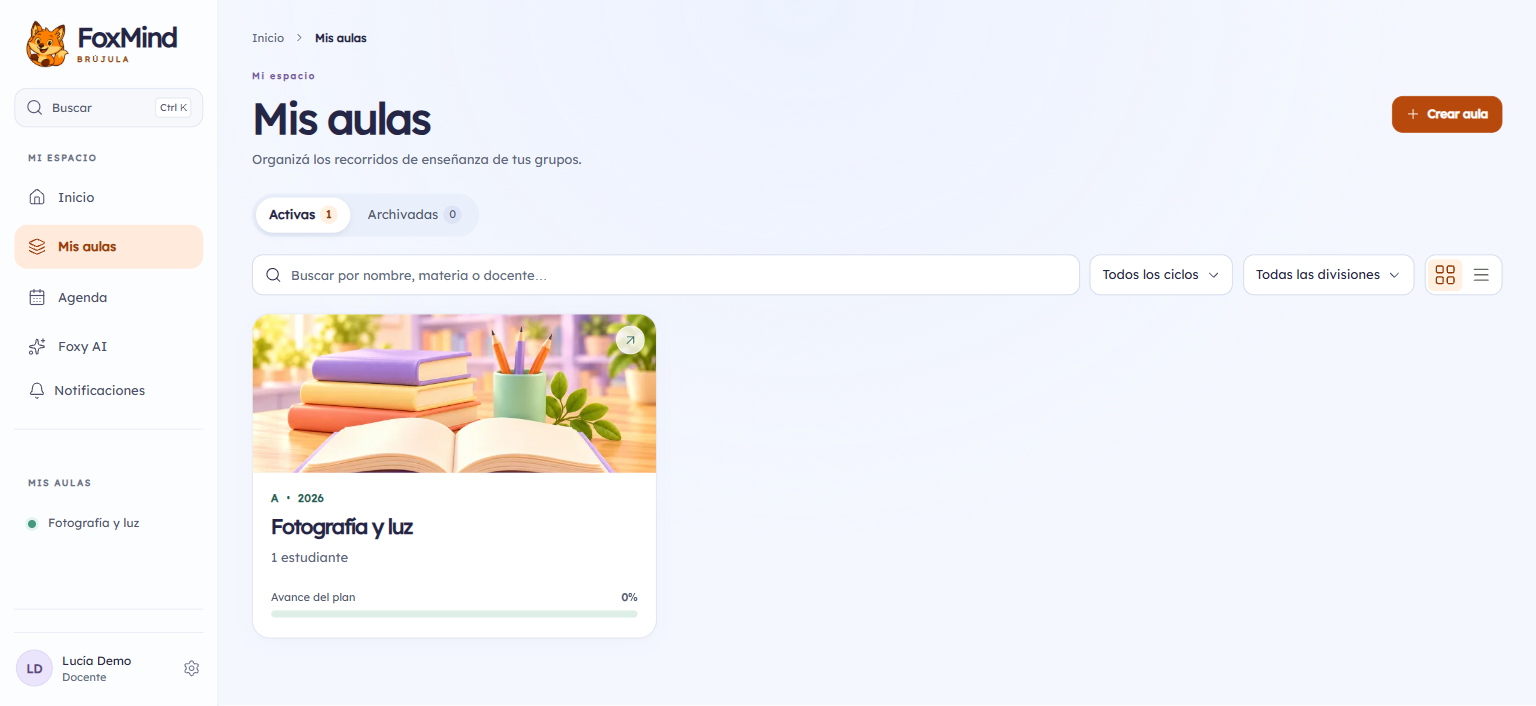 FoxMind
BRÚJULA
Buscar
Ctrl K
MI ESPACIO
Inicio
Mis aulas
Agenda
Foxy AI
Notificaciones
MIS AULAS
Fotografía y luz
LD
Lucía Demo
Docente
Inicio > Mis aulas
Mi espacio
Mis aulas
Organizá los recorridos de enseñanza de tus grupos.
+ Crear aula
Activas 1
Archivadas 0
Buscar por nombre, materia o docente...
Todos los ciclos
Todas las divisiones
A • 2026
Fotografía y luz
1 estudiante
Avance del plan 0%